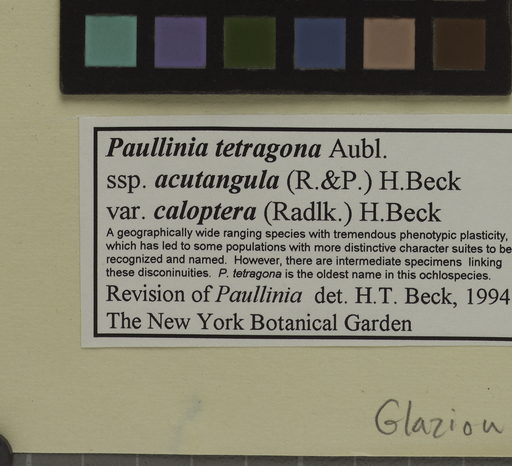 Paullinia tetragona Aubl.
ssp. acutangula (R.&P.) H.Beck
var. caloptera (Radlk.) H.Beck
A geographically wide ranging species with tremendous phenotypic plasticity,
which has led to some populations with more distinctive character suites to be
recognized and named. However, there are intermediate specimens linking
these disconinuities. P. tetragona is the oldest name in this ochlospecies.
Revision of Paullinia det. H.T. Beck, 1994
The New York Botanical Garden
Glaziou